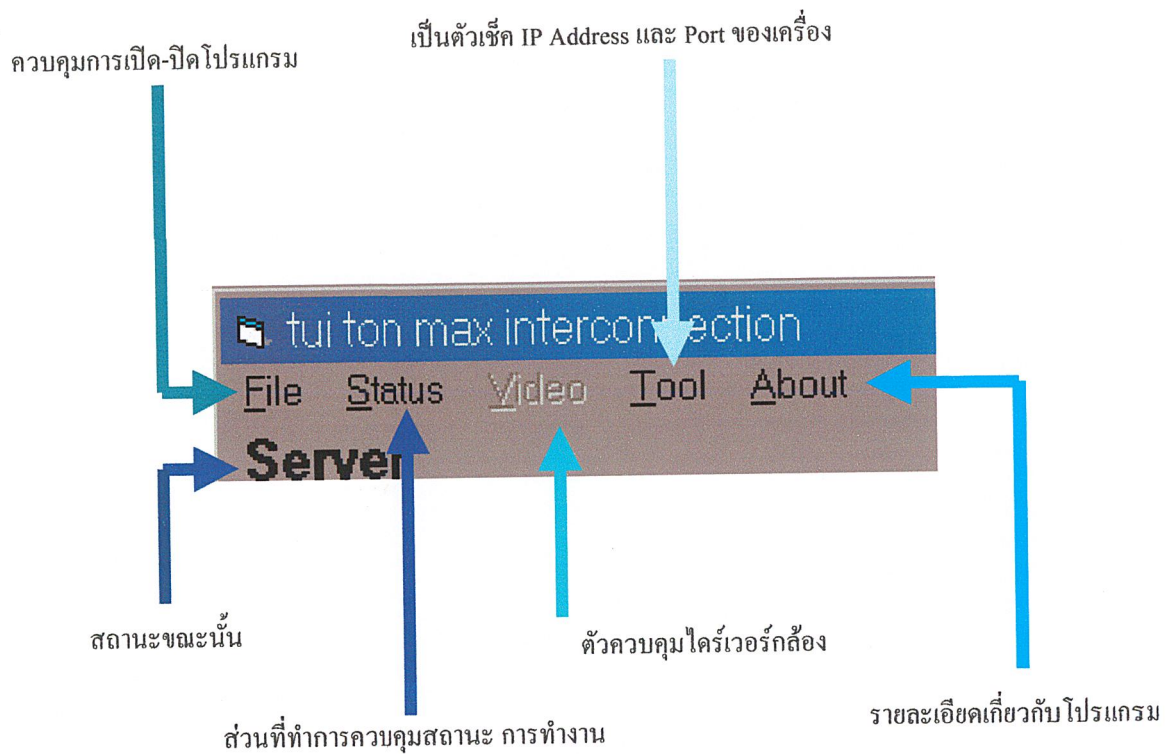 เป็นตัวเช็ค IP Address และ Port ของเครื่อง
ควบคุมการเปิด-ปิดโปรแกรม
tui ton max interconnection
File Status Video Tool About
Server
สถานะขณะนั้น
ตัวควบคุมไดร์เวอร์กล้อง
รายละเอียดเกี่ยวกับโปรแกรม
ส่วนที่ทำการควบคุมสถานะ การทำงาน